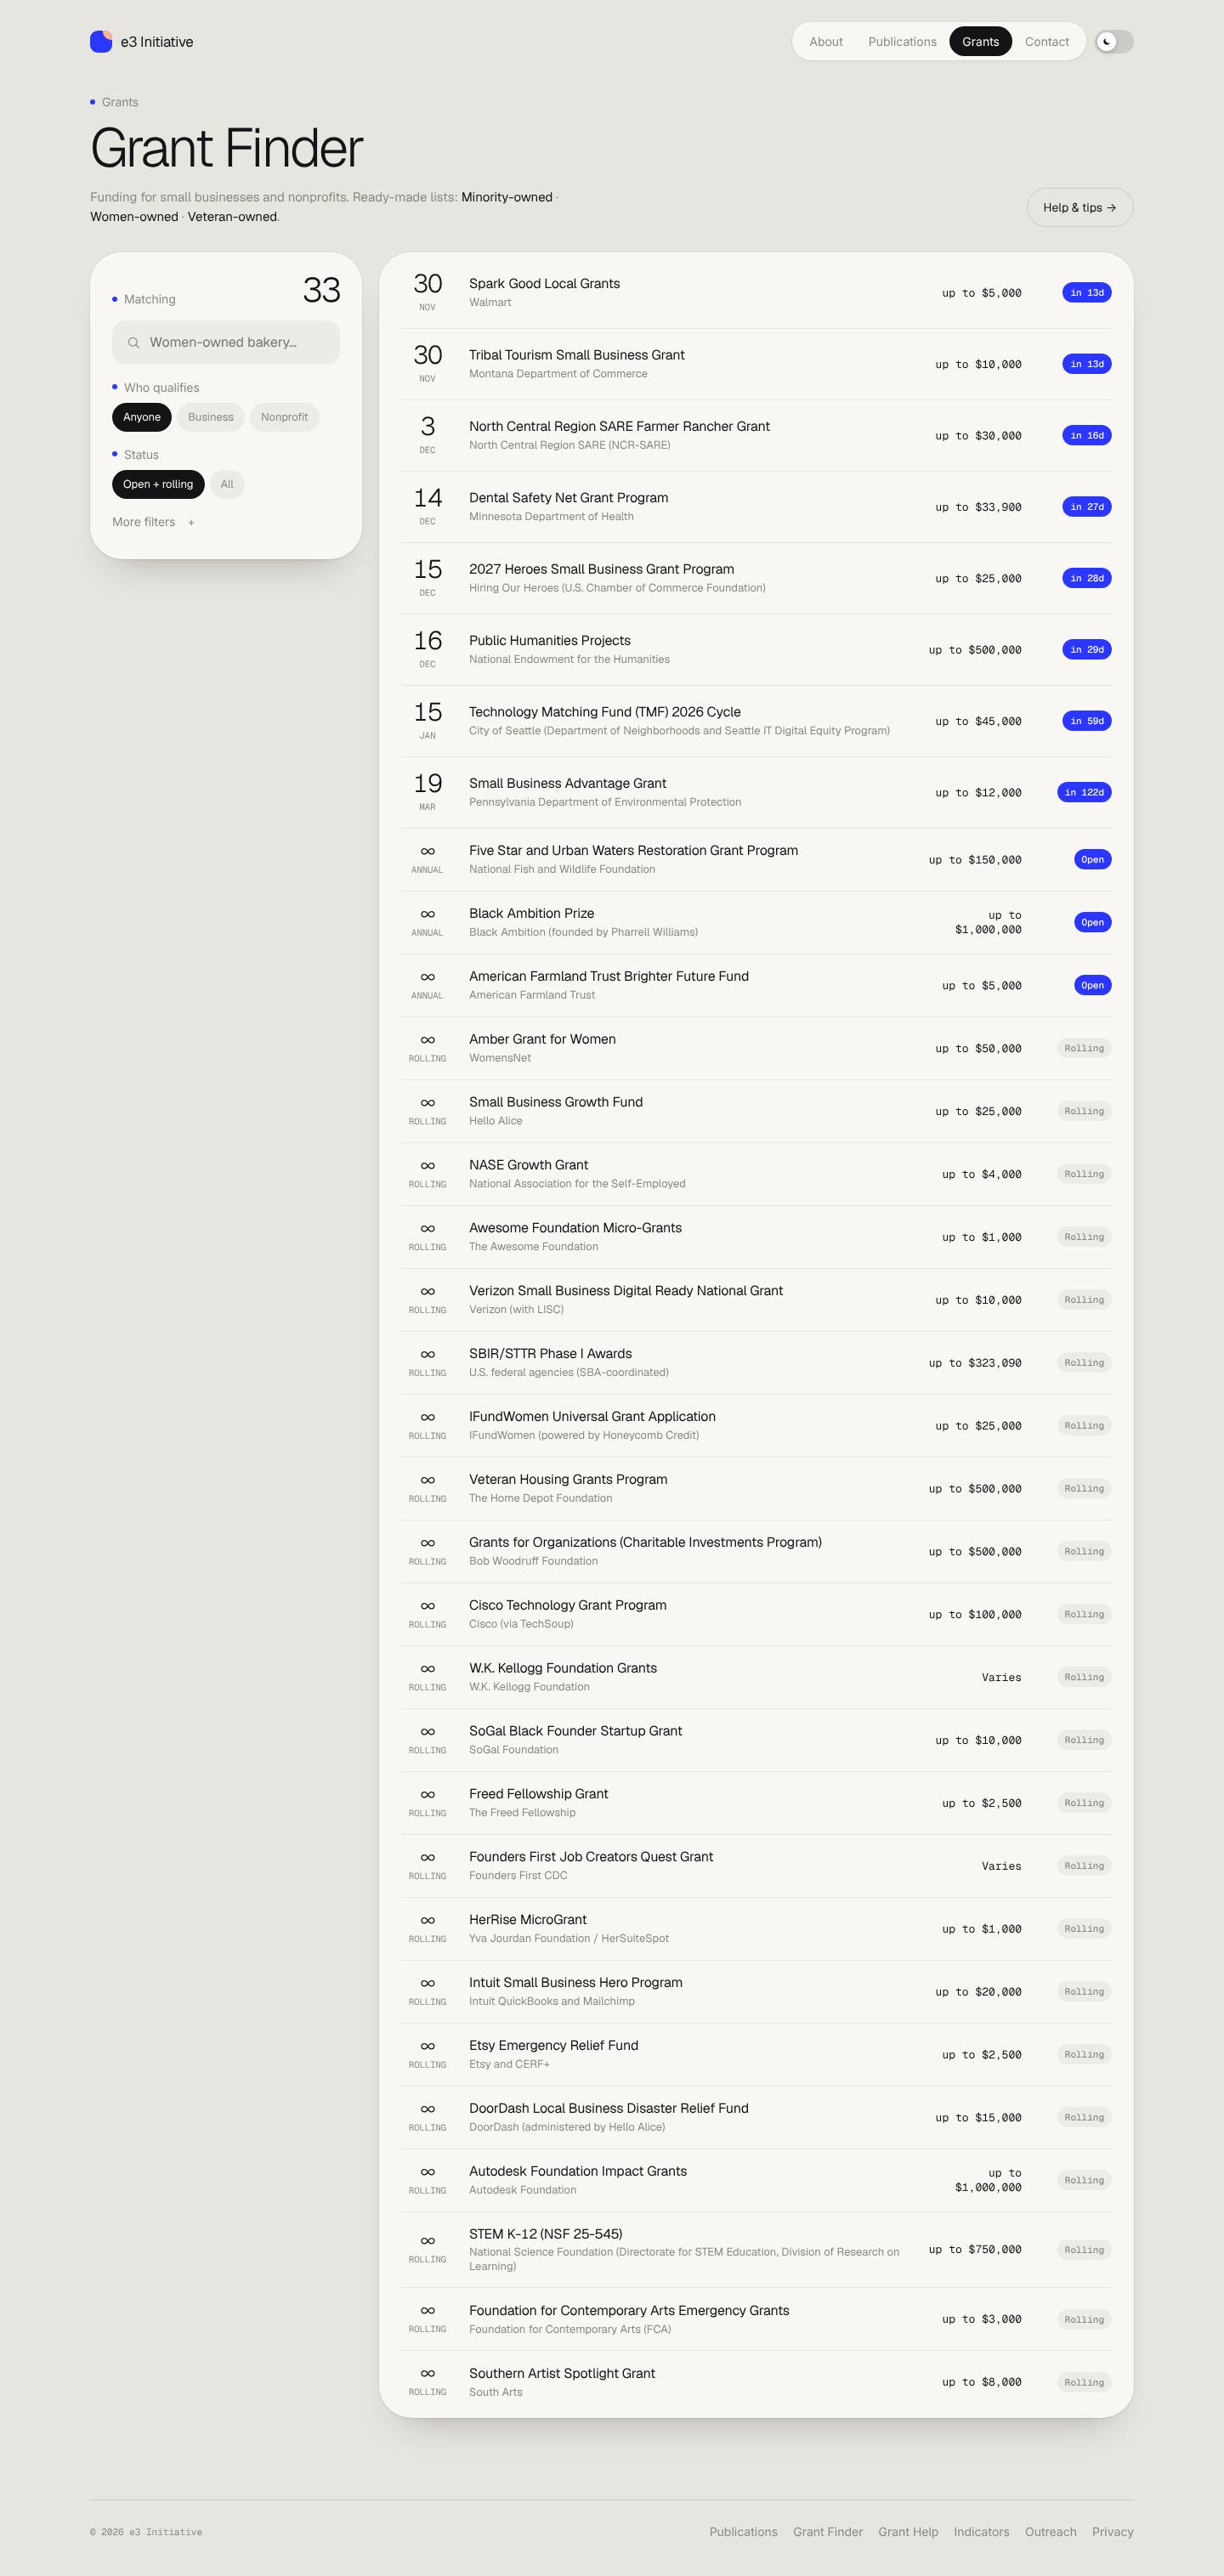 e3 Initiative
About
Publications
Grants
Contact
Grants
Grant Finder
Funding for small businesses and nonprofits. Ready-made lists: Minority-owned ·
Women-owned · Veteran-owned.
Help & tips →
Matching
33
Women-owned bakery...
Who qualifies
Anyone
Business
Nonprofit
Status
Open + rolling
All
More filters +
30
NOV
Spark Good Local Grants
Walmart
up to $5,000
in 13d
30
NOV
Tribal Tourism Small Business Grant
Montana Department of Commerce
up to $10,000
in 13d
3
DEC
North Central Region SARE Farmer Rancher Grant
North Central Region SARE (NCR-SARE)
up to $30,000
in 16d
14
DEC
Dental Safety Net Grant Program
Minnesota Department of Health
up to $33,900
in 27d
15
DEC
2027 Heroes Small Business Grant Program
Hiring Our Heroes (U.S. Chamber of Commerce Foundation)
up to $25,000
in 28d
16
DEC
Public Humanities Projects
National Endowment for the Humanities
up to $500,000
in 29d
15
JAN
Technology Matching Fund (TMF) 2026 Cycle
City of Seattle (Department of Neighborhoods and Seattle IT Digital Equity Program)
up to $45,000
in 59d
19
MAR
Small Business Advantage Grant
Pennsylvania Department of Environmental Protection
up to $12,000
in 122d
∞
ANNUAL
Five Star and Urban Waters Restoration Grant Program
National Fish and Wildlife Foundation
up to $150,000
Open
∞
ANNUAL
Black Ambition Prize
Black Ambition (founded by Pharrell Williams)
up to
$1,000,000
Open
∞
ANNUAL
American Farmland Trust Brighter Future Fund
American Farmland Trust
up to $5,000
Open
∞
ROLLING
Amber Grant for Women
WomensNet
up to $50,000
Rolling
∞
ROLLING
Small Business Growth Fund
Hello Alice
up to $25,000
Rolling
∞
ROLLING
NASE Growth Grant
National Association for the Self-Employed
up to $4,000
Rolling
∞
ROLLING
Awesome Foundation Micro-Grants
The Awesome Foundation
up to $1,000
Rolling
∞
ROLLING
Verizon Small Business Digital Ready National Grant
Verizon (with LISC)
up to $10,000
Rolling
∞
ROLLING
SBIR/STTR Phase I Awards
U.S. federal agencies (SBA-coordinated)
up to $323,090
Rolling
∞
ROLLING
IFundWomen Universal Grant Application
IFundWomen (powered by Honeycomb Credit)
up to $25,000
Rolling
∞
ROLLING
Veteran Housing Grants Program
The Home Depot Foundation
up to $500,000
Rolling
∞
ROLLING
Grants for Organizations (Charitable Investments Program)
Bob Woodruff Foundation
up to $500,000
Rolling
∞
ROLLING
Cisco Technology Grant Program
Cisco (via TechSoup)
up to $100,000
Rolling
∞
ROLLING
W.K. Kellogg Foundation Grants
W.K. Kellogg Foundation
Varies
Rolling
∞
ROLLING
SoGal Black Founder Startup Grant
SoGal Foundation
up to $10,000
Rolling
∞
ROLLING
Freed Fellowship Grant
The Freed Fellowship
up to $2,500
Rolling
∞
ROLLING
Founders First Job Creators Quest Grant
Founders First CDC
Varies
Rolling
∞
ROLLING
HerRise MicroGrant
Yva Jourdan Foundation / HerSuiteSpot
up to $1,000
Rolling
∞
ROLLING
Intuit Small Business Hero Program
Intuit QuickBooks and Mailchimp
up to $20,000
Rolling
∞
ROLLING
Etsy Emergency Relief Fund
Etsy and CERF+
up to $2,500
Rolling
∞
ROLLING
DoorDash Local Business Disaster Relief Fund
DoorDash (administered by Hello Alice)
up to $15,000
Rolling
∞
ROLLING
Autodesk Foundation Impact Grants
Autodesk Foundation
up to
$1,000,000
Rolling
∞
ROLLING
STEM K-12 (NSF 25-545)
National Science Foundation (Directorate for STEM Education, Division of Research on
Learning)
up to $750,000
Rolling
∞
ROLLING
Foundation for Contemporary Arts Emergency Grants
Foundation for Contemporary Arts (FCA)
up to $3,000
Rolling
∞
ROLLING
Southern Artist Spotlight Grant
South Arts
up to $8,000
Rolling
© 2026 e3 Initiative
Publications
Grant Finder
Grant Help
Indicators
Outreach
Privacy